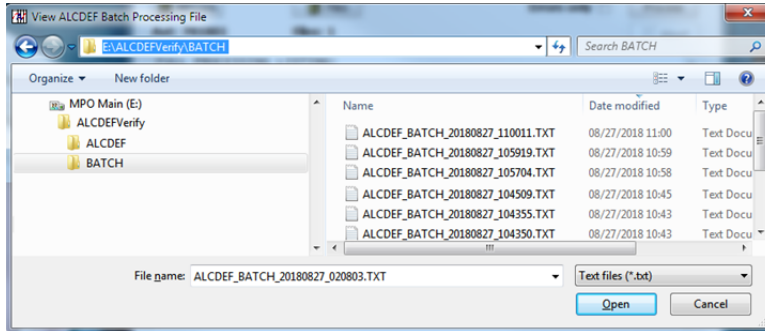 View ALCDEF Batch Processing File
E:\ALCDEFVerify\BATCH
Search BATCH
Organize
New folder
MPO Main (E:)
ALCDEFVerify
ALCDEF
BATCH
Name Date modified Type
ALCDEF_BATCH_20180827_110011.TXT 08/27/2018 11:00 Text Docu
ALCDEF_BATCH_20180827_105919.TXT 08/27/2018 10:59 Text Docu
ALCDEF_BATCH_20180827_105704.TXT 08/27/2018 10:58 Text Docu
ALCDEF_BATCH_20180827_104509.TXT 08/27/2018 10:45 Text Docu
ALCDEF_BATCH_20180827_104355.TXT 08/27/2018 10:43 Text Docu
ALCDEF_BATCH_20180827_104350.TXT 08/27/2018 10:43 Text Docu
File name: ALCDEF_BATCH_20180827_020803.TXT Text files (*.txt)
Open Cancel